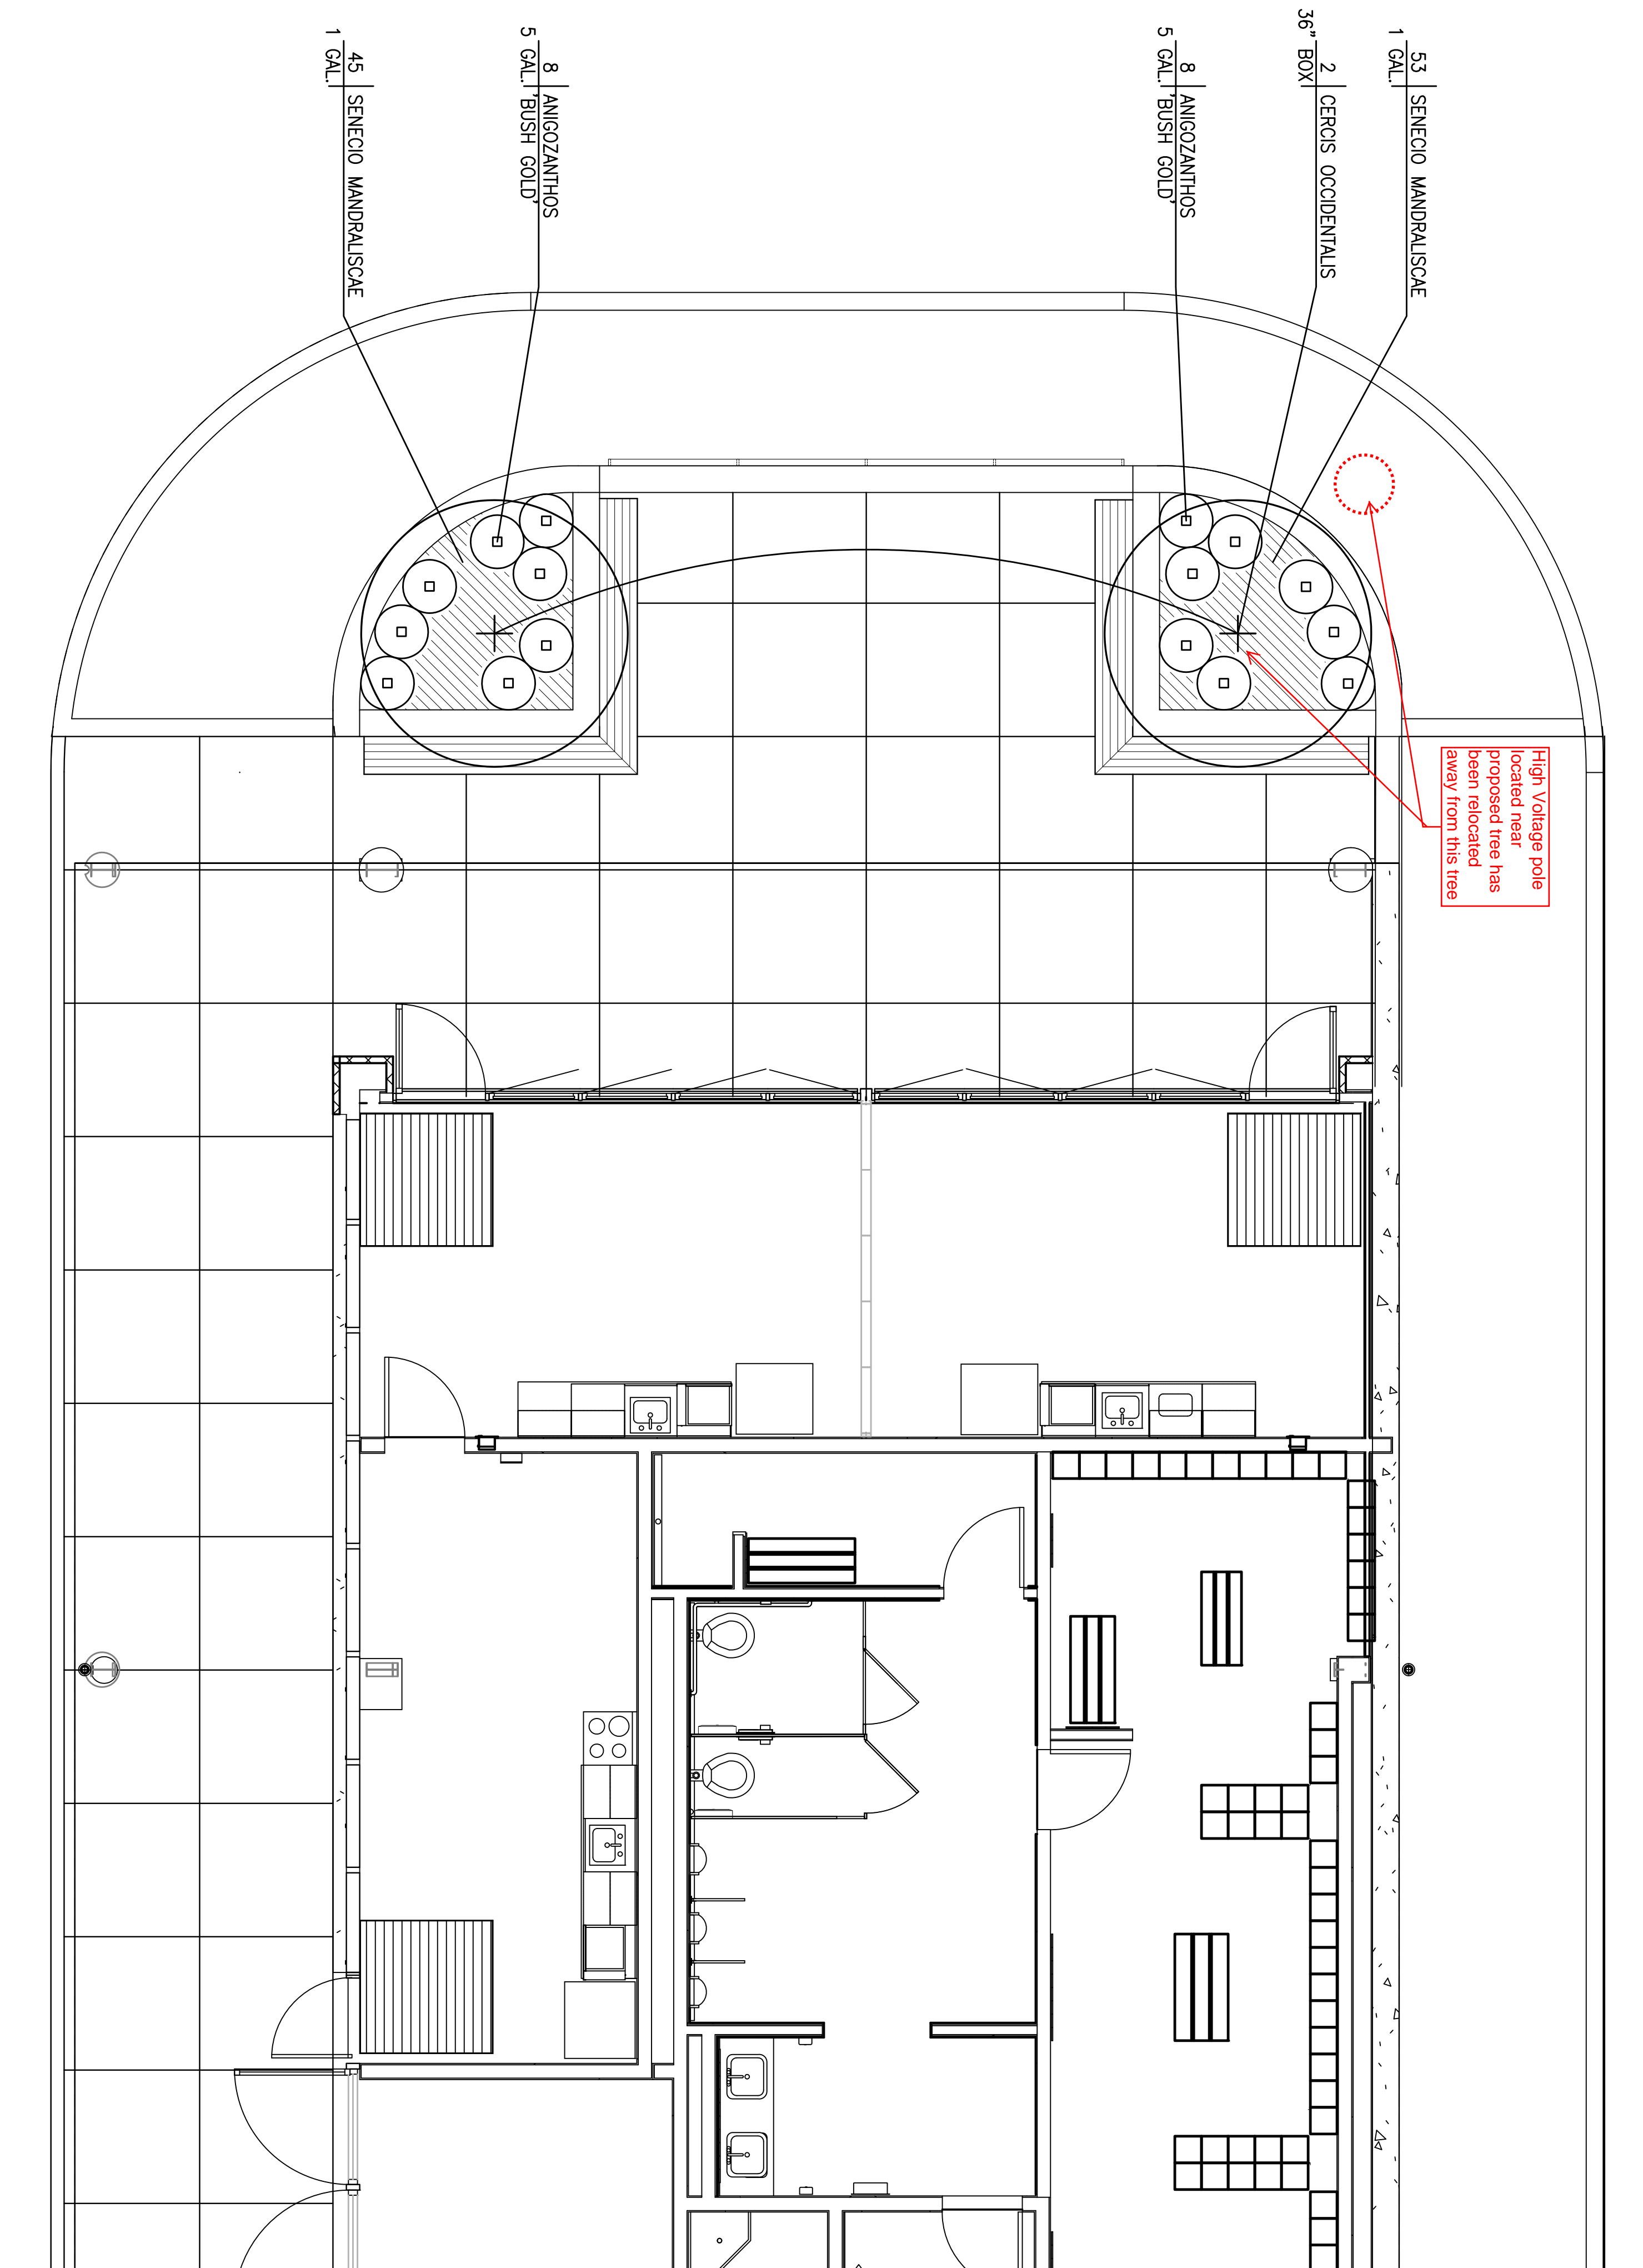 53
1 GAL.
SENECIO MANDRALISCAE
2
36" BOX
CERCIS OCCIDENTALIS
8
5 GAL.
ANIGOZANTHOS
'BUSH GOLD'
8
5 GAL.
ANIGOZANTHOS
'BUSH GOLD'
45
1 GAL.
SENECIO MANDRALISCAE
High Voltage pole
located near
proposed tree has
been relocated
away from this tree